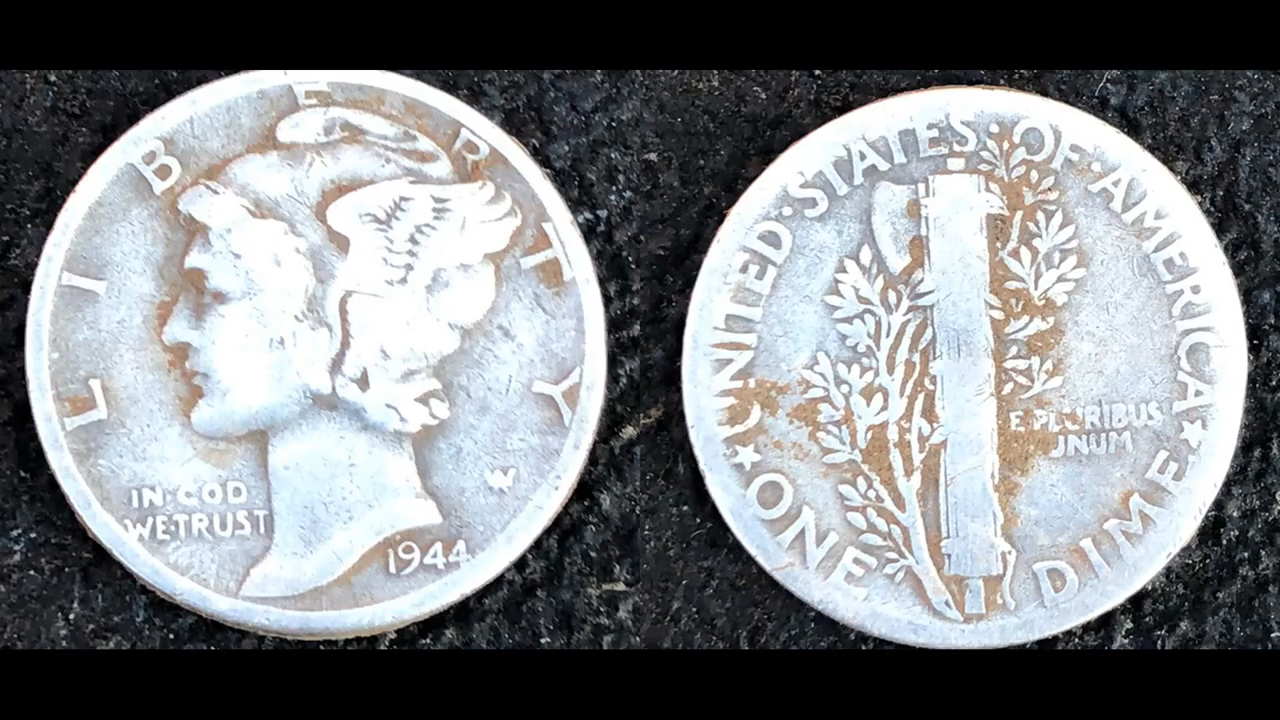 LIBERTY
IN GOD
WE TRUST
1944
W
UNITED·STATES·OF·AMERICA
E PLURIBUS
UNUM
ONE DIME